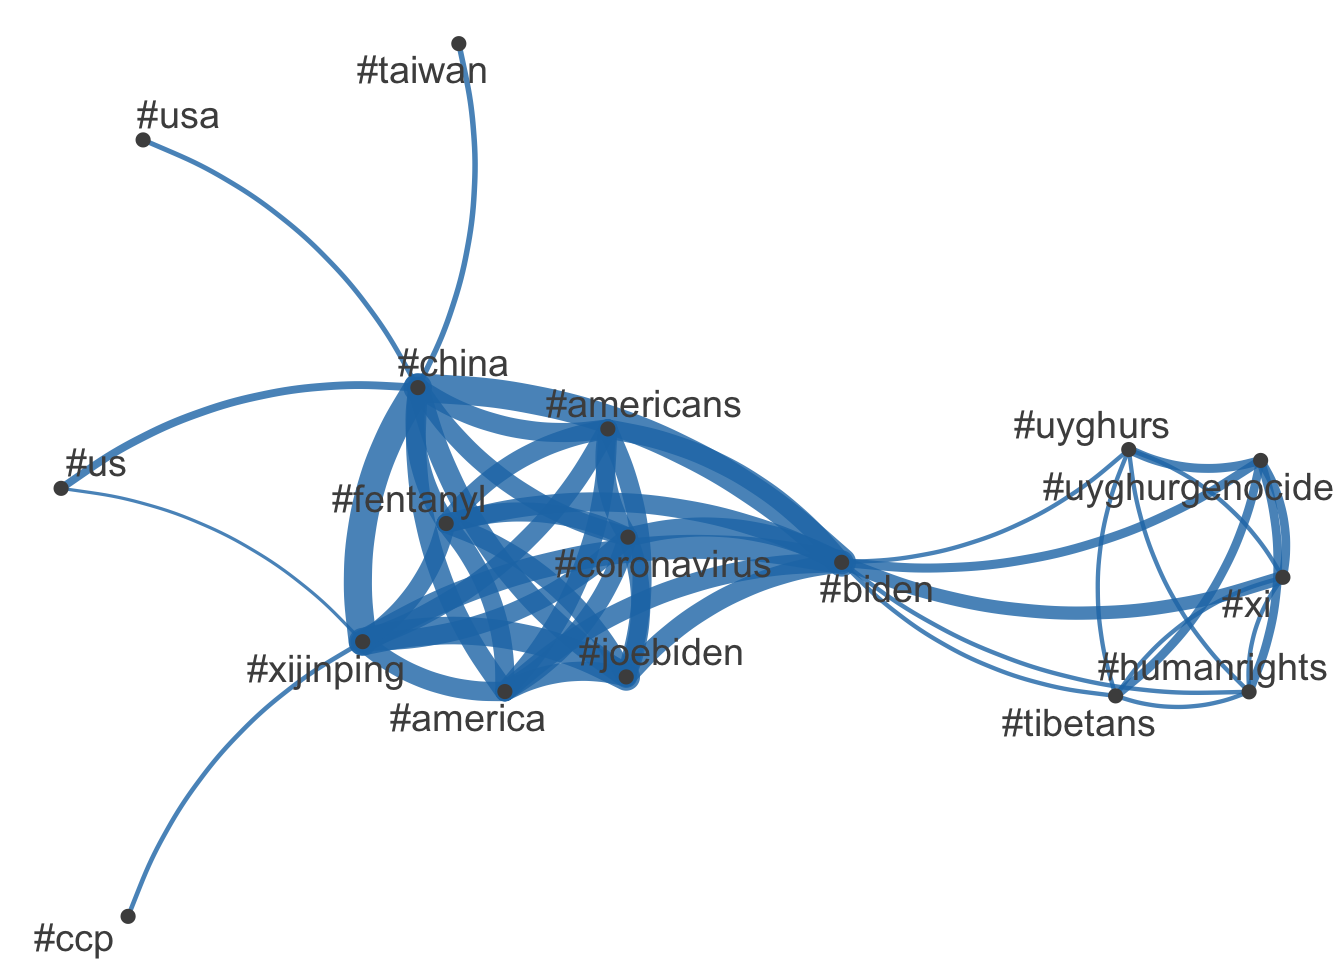 #taiwan
#usa
#china
#americans
#uyghurs
#us
#uyghurgenocide
#fentanyl
#coronavirus
#biden
#xi
#joebiden
#xijinping
#humanrights
#america
#tibetans
#ccp